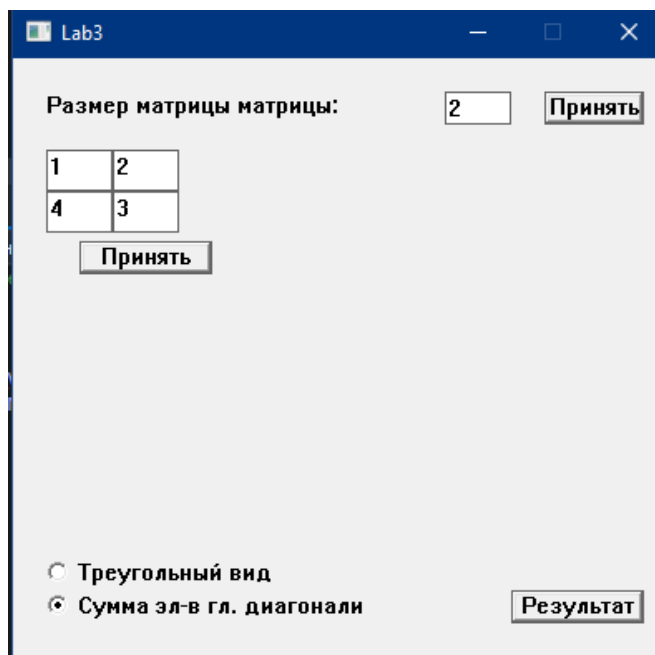 Lab3
Размер матрицы матрицы: 2 Принять
1 2
4 3
Принять
Треугольный вид
Сумма эл-в гл. диагонали
Результат